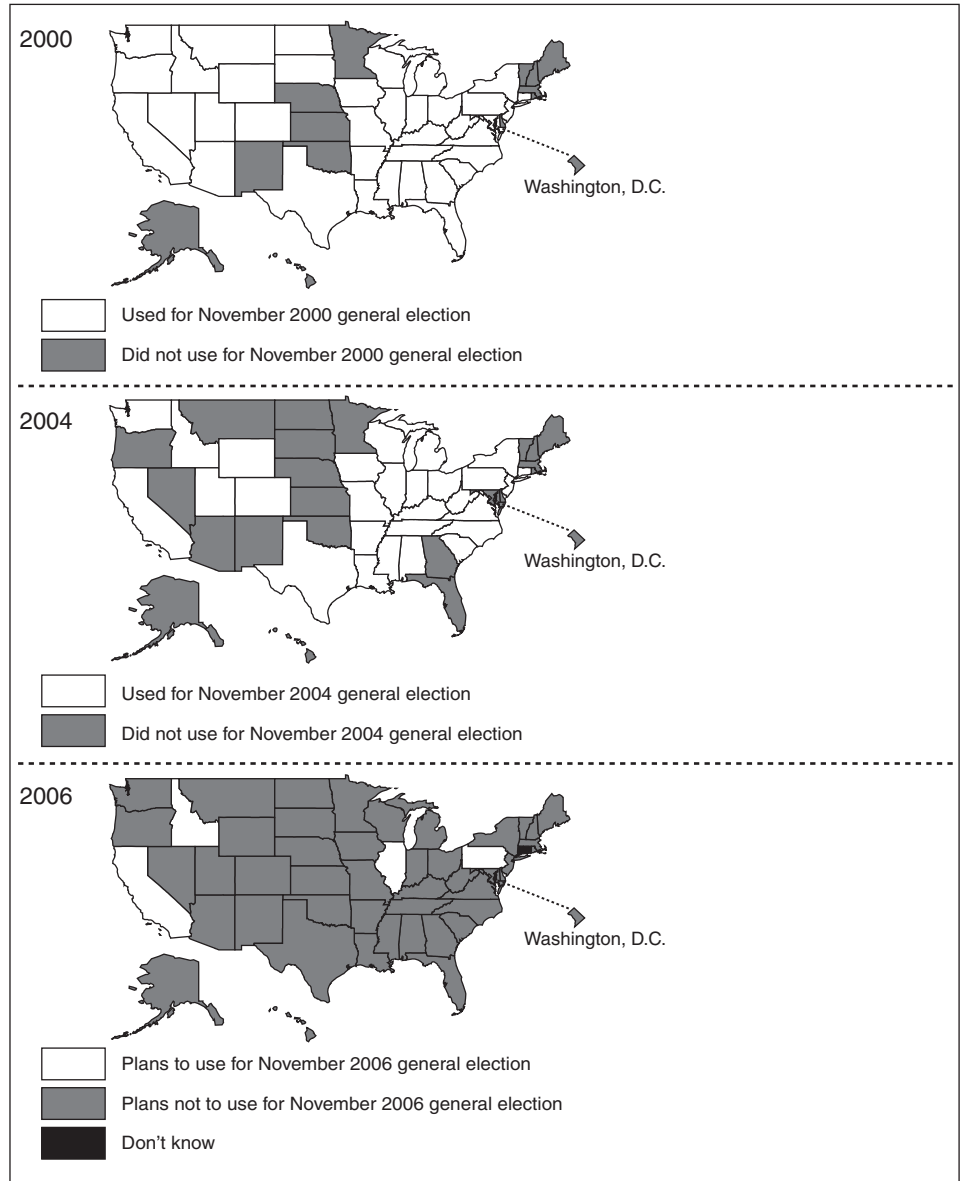 2000
Washington, D.C.
Used for November 2000 general election
Did not use for November 2000 general election
2004
Washington, D.C.
Used for November 2004 general election
Did not use for November 2004 general election
2006
Washington, D.C.
Plans to use for November 2006 general election
Plans not to use for November 2006 general election
Don't know